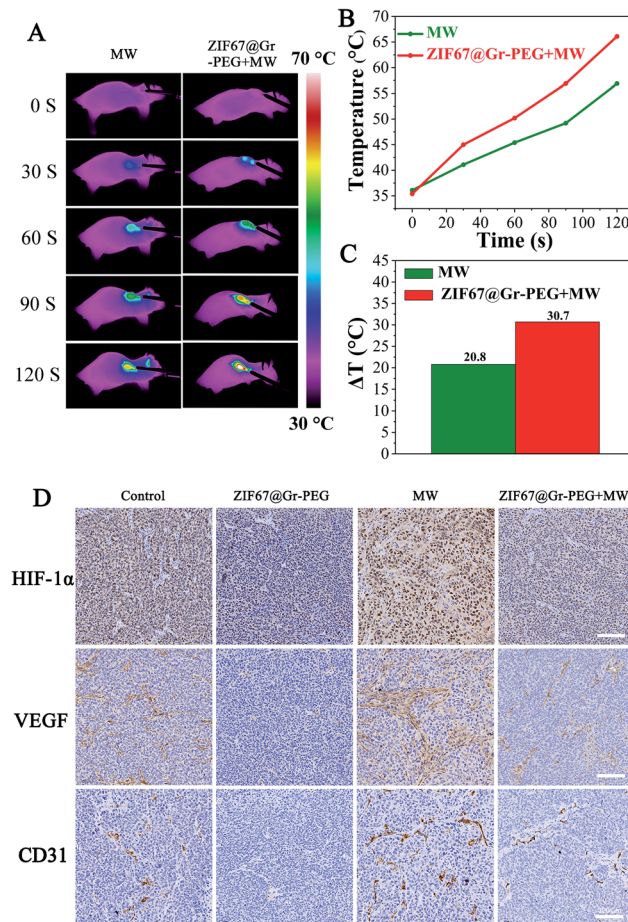 A
MW
ZIF67@Gr
-PEG+MW
70 °C
0 S
30 S
60 S
90 S
120 S
30 °C
B
Temperature (°C)
70
65
60
55
50
45
40
35
MW
ZIF67@Gr-PEG+MW
0 20 40 60 80 100 120
Time (s)
C
ΔT (°C)
45
40
35
30
25
20
15
10
5
0
MW
ZIF67@Gr-PEG+MW
20.8
30.7
D
Control
ZIF67@Gr-PEG
MW
ZIF67@Gr-PEG+MW
HIF-1α
VEGF
CD31